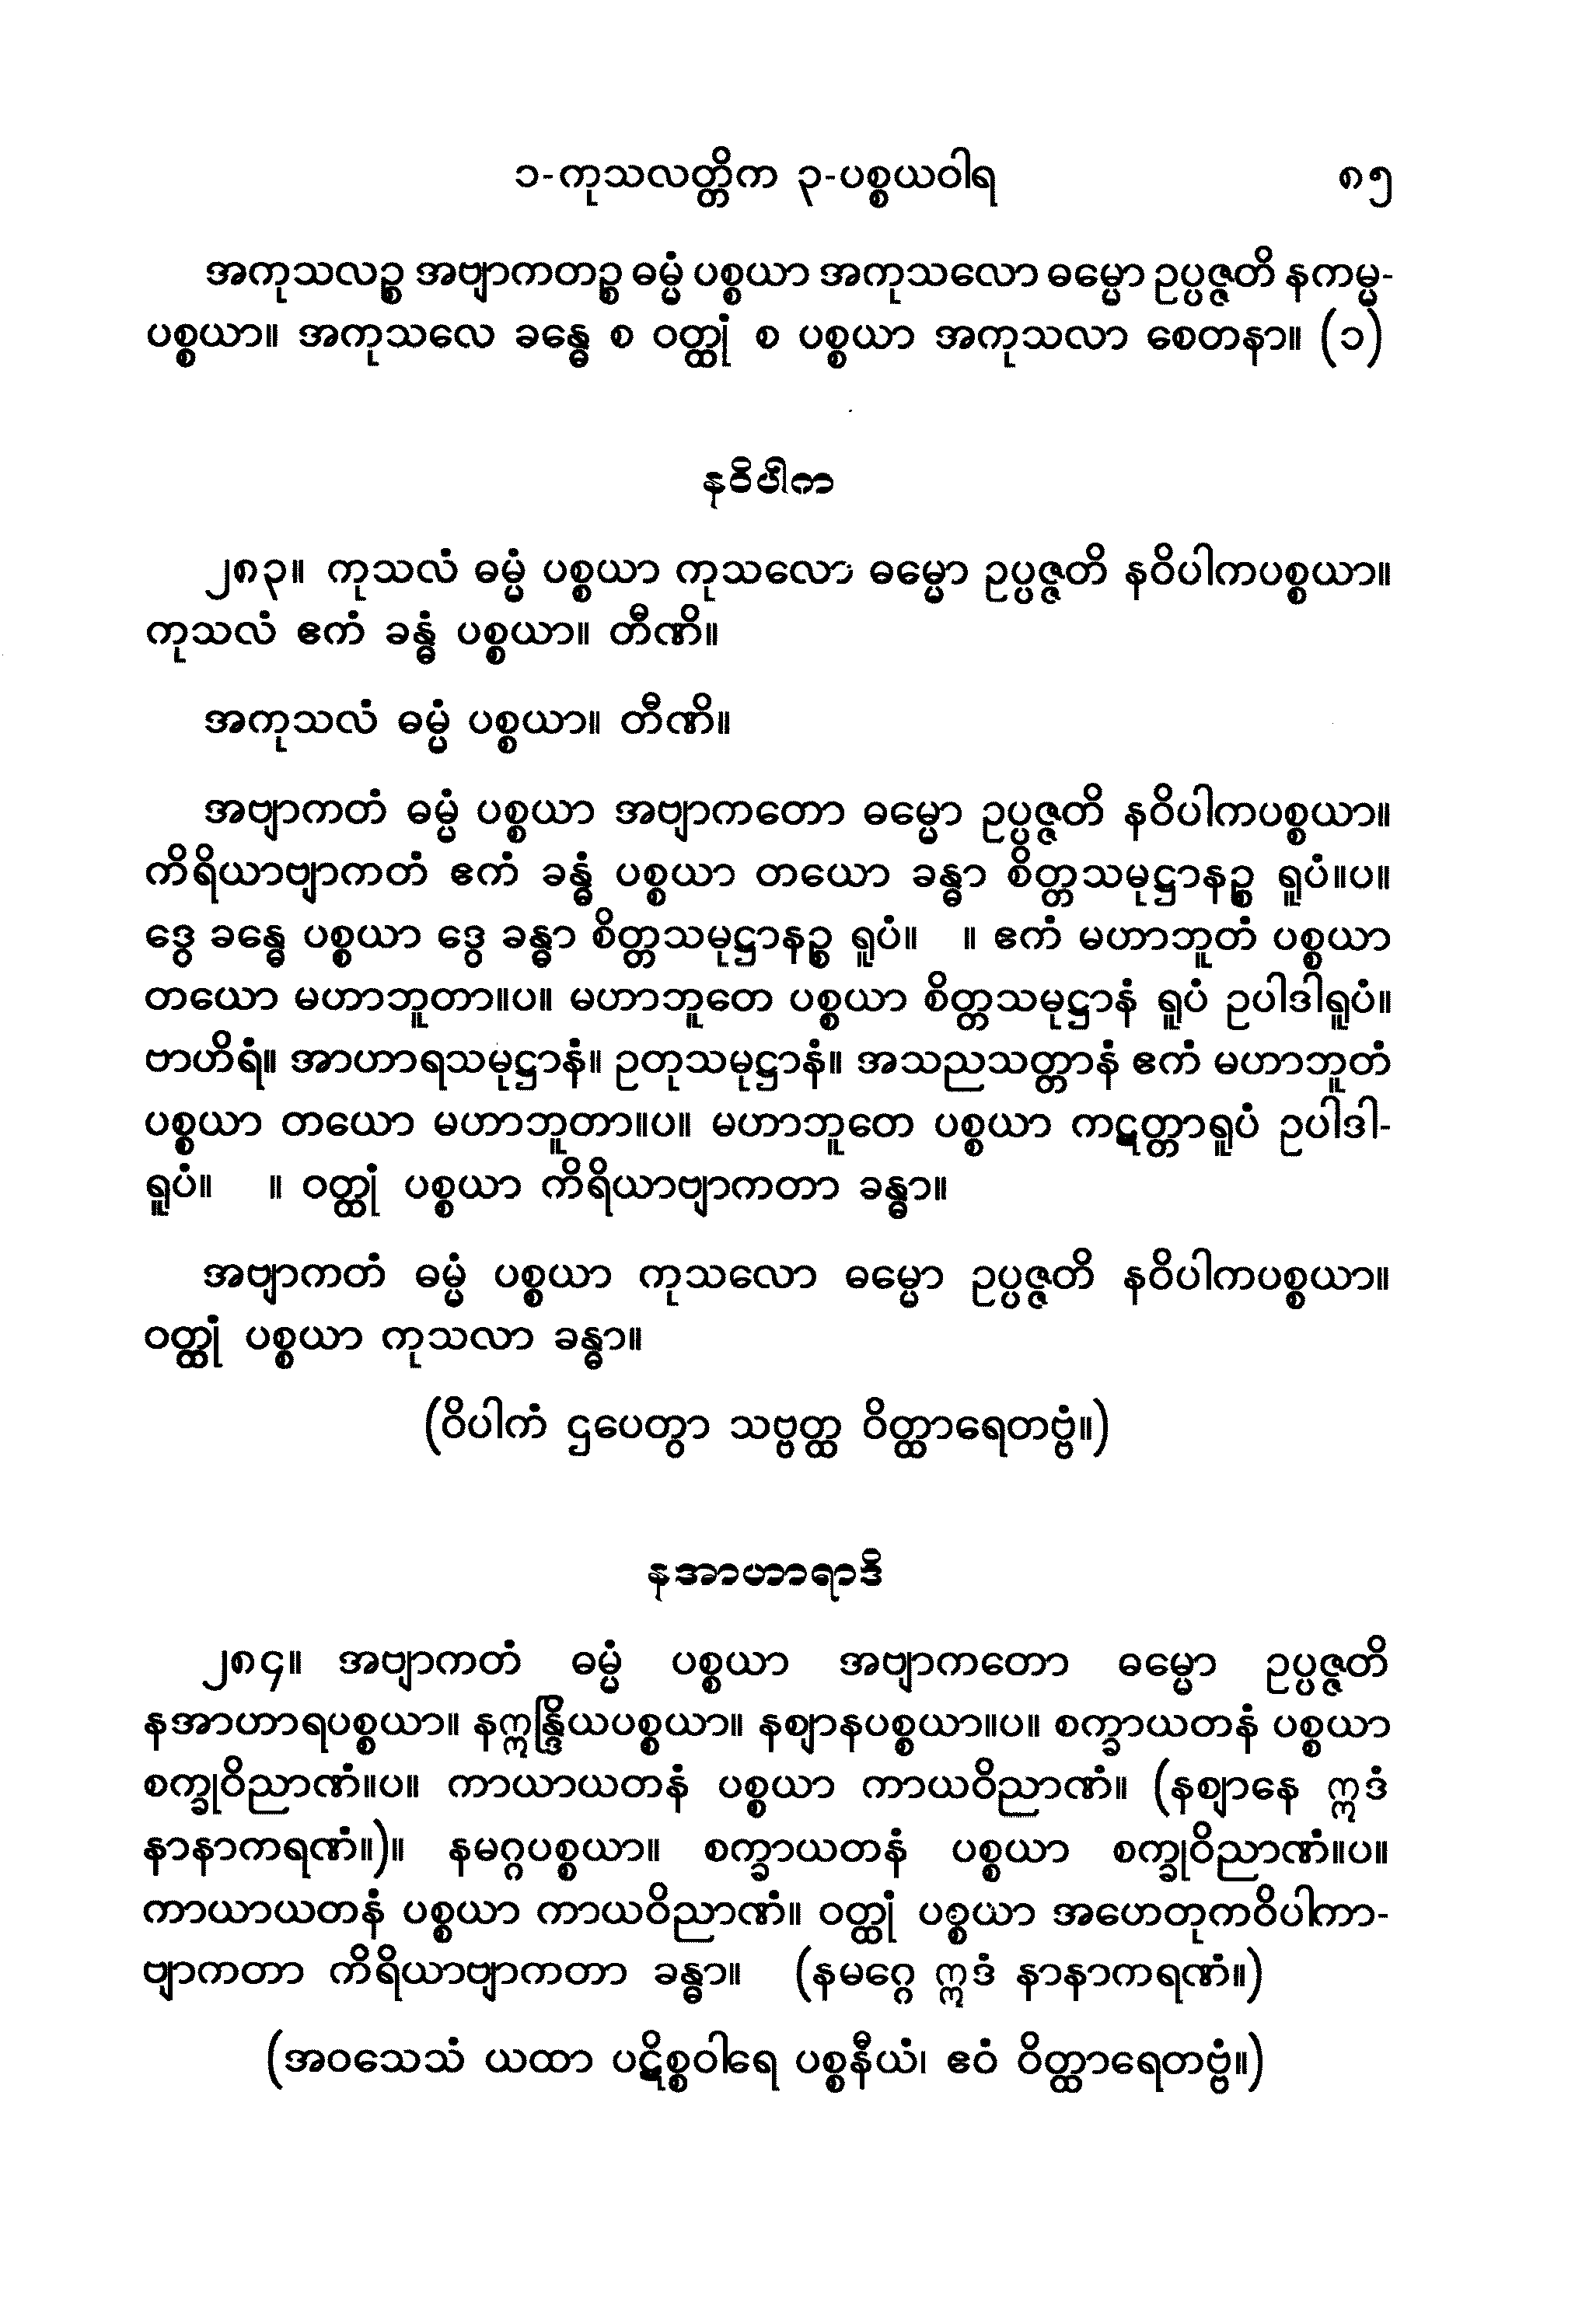 ၁-ကုသလတ္တိက ၃-ပစ္စယဝါရ ၈၅
အကုသလဉ္စ အဗျာကတဉ္စ ဓမ္မံ ပစ္စယာ အကုသလော ဓမ္မော ဥပ္ပဇ္ဇတိ နကမ္မ-
ပစ္စယာ။ အကုသလေ ခန္ဓေ စ ဝတ္ထုံ စ ပစ္စယာ အကုသလာ စေတနာ။ (၁)
နဝိပါက
၂၈၃။ ကုသလံ ဓမ္မံ ပစ္စယာ ကုသလော ဓမ္မော ဥပ္ပဇ္ဇတိ နဝိပါကပစ္စယာ။
ကုသလံ ဧကံ ခန္ဓံ ပစ္စယာ။ တီဏိ။
အကုသလံ ဓမ္မံ ပစ္စယာ။ တီဏိ။
အဗျာကတံ ဓမ္မံ ပစ္စယာ အဗျာကတော ဓမ္မော ဥပ္ပဇ္ဇတိ နဝိပါကပစ္စယာ။
ကိရိယာဗျာကတံ ဧကံ ခန္ဓံ ပစ္စယာ တယော ခန္ဓာ စိတ္တသမုဋ္ဌာနဉ္စ ရူပံ။ပ။
ဒွေ ခန္ဓေ ပစ္စယာ ဒွေ ခန္ဓာ စိတ္တသမုဋ္ဌာနဉ္စ ရူပံ။ ။ ဧကံ မဟာဘူတံ ပစ္စယာ
တယော မဟာဘူတာ။ပ။ မဟာဘူတေ ပစ္စယာ စိတ္တသမုဋ္ဌာနံ ရူပံ ဥပါဒါရူပံ။
ဗာဟိရံ။ အာဟာရသမုဋ္ဌာနံ။ ဥတုသမုဋ္ဌာနံ။ အသညသတ္တာနံ ဧကံ မဟာဘူတံ
ပစ္စယာ တယော မဟာဘူတာ။ပ။ မဟာဘူတေ ပစ္စယာ ကဋတ္တာရူပံ ဥပါဒါ-
ရူပံ။ ။ ဝတ္ထုံ ပစ္စယာ ကိရိယာဗျာကတာ ခန္ဓာ။
အဗျာကတံ ဓမ္မံ ပစ္စယာ ကုသလော ဓမ္မော ဥပ္ပဇ္ဇတိ နဝိပါကပစ္စယာ။
ဝတ္ထုံ ပစ္စယာ ကုသလာ ခန္ဓာ။
(ဝိပါကံ ဌပေတွာ သဗ္ဗတ္ထ ဝိတ္ထာရေတဗ္ဗံ။)
နအာဟာရာဒိ
၂၈၄။ အဗျာကတံ ဓမ္မံ ပစ္စယာ အဗျာကတော ဓမ္မော ဥပ္ပဇ္ဇတိ
နအာဟာရပစ္စယာ။ နဣန္ဒြိယပစ္စယာ။ နဈာနပစ္စယာ။ပ။ စက္ခာယတနံ ပစ္စယာ
စက္ခုဝိညာဏံ။ပ။ ကာယာယတနံ ပစ္စယာ ကာယဝိညာဏံ။ (နဈာနေ ဣဒံ
နာနာကရဏံ။)။ နမဂ္ဂပစ္စယာ။ စက္ခာယတနံ ပစ္စယာ စက္ခုဝိညာဏံ။ပ။
ကာယာယတနံ ပစ္စယာ ကာယဝိညာဏံ။ ဝတ္ထုံ ပစ္စယာ အဟေတုကဝိပါကာ-
ဗျာကတာ ကိရိယာဗျာကတာ ခန္ဓာ။ (နမဂ္ဂေ ဣဒံ နာနာကရဏံ။)
(အဝသေသံ ယထာ ပဋိစ္စဝါရေ ပစ္စနီယံ၊ ဧဝံ ဝိတ္ထာရေတဗ္ဗံ။)